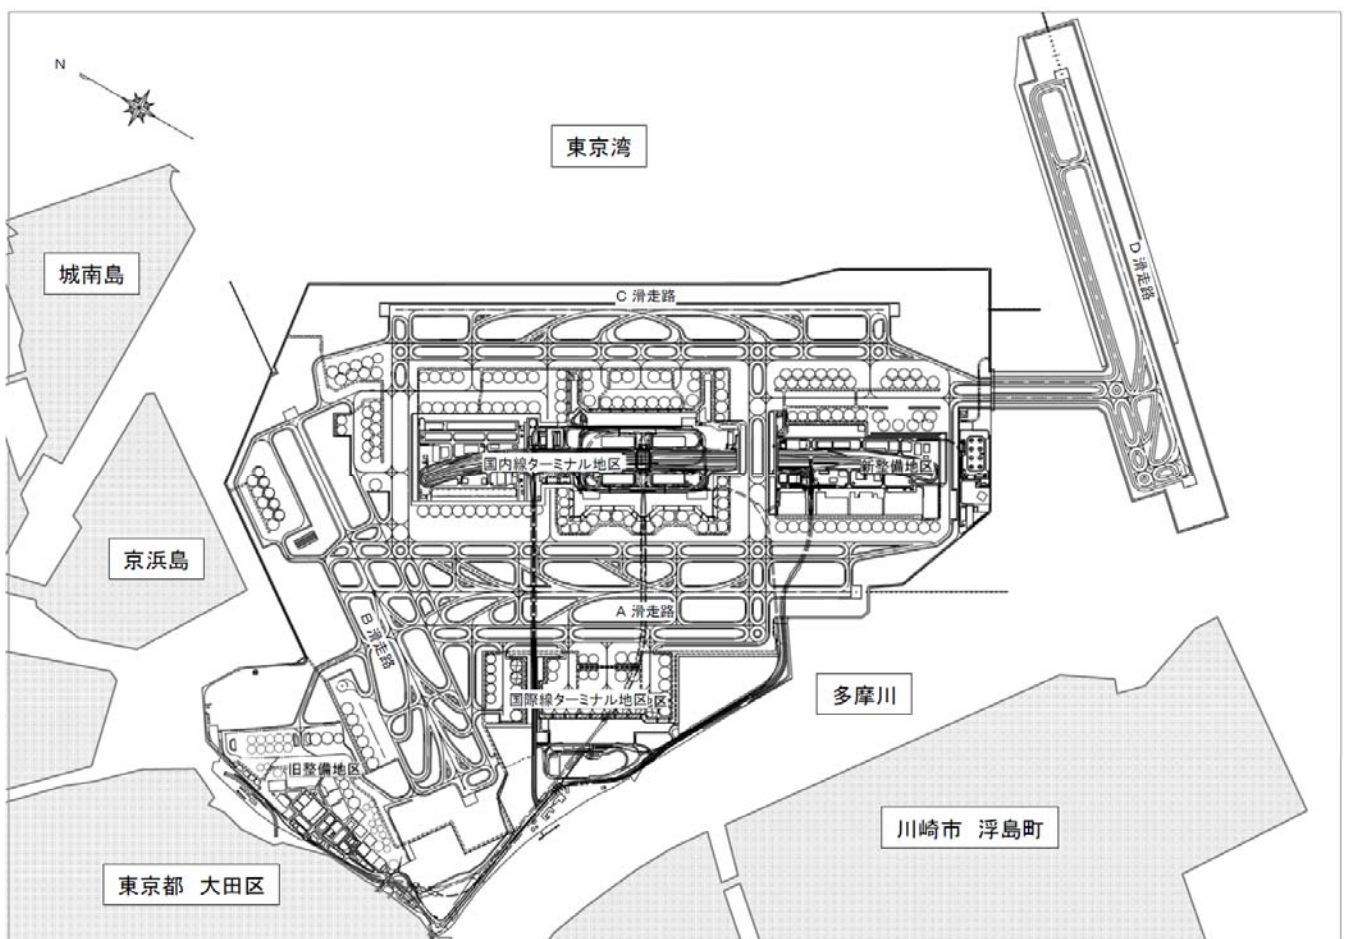 N
東京湾
城南島
D 滑走路
C 滑走路
国内線ターミナル地区
新整備地区
京浜島
A 滑走路
B 滑走路
国際線ターミナル地区
地区
多摩川
旧整備地区
川崎市 浮島町
東京都 大田区